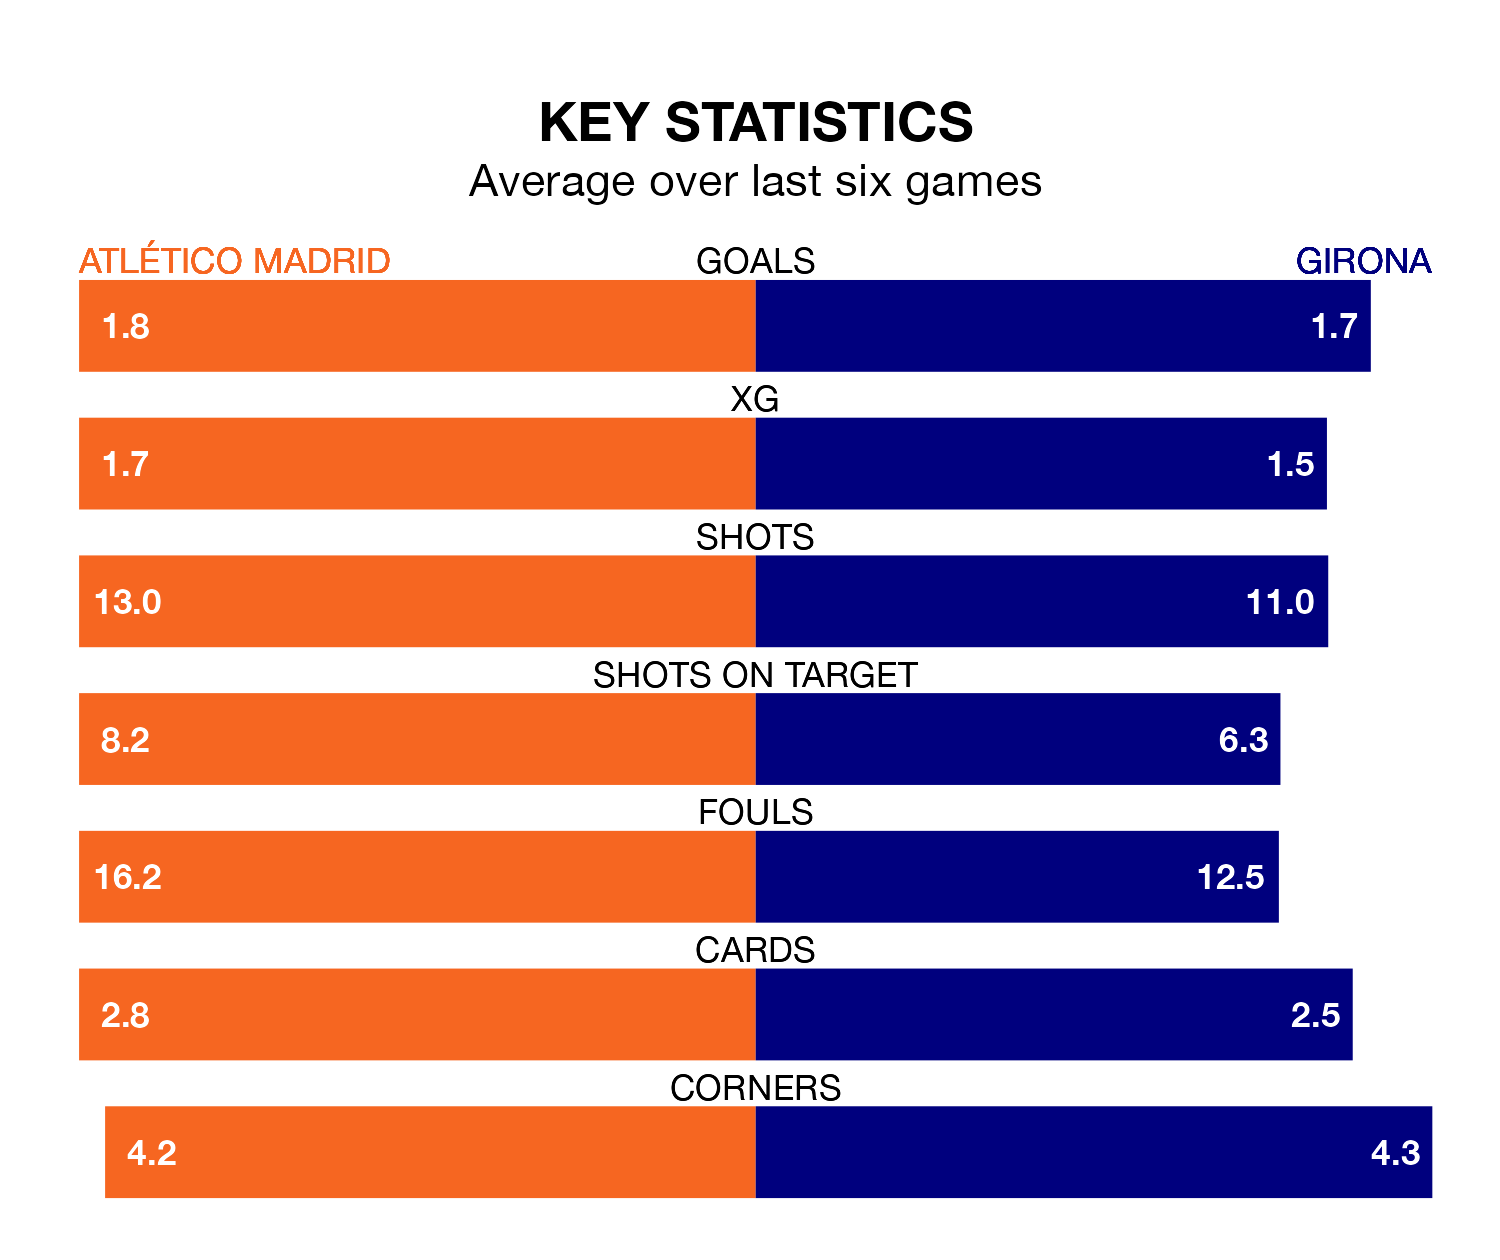 KEY STATISTICS
Average over last six games
ATLÉTICO MADRID GOALS GIRONA
1.8 1.7
XG
1.7 1.5
SHOTS
13.0 11.0
SHOTS ON TARGET
8.2 6.3
FOULS
16.2 12.5
CARDS
2.8 2.5
CORNERS
4.2 4.3